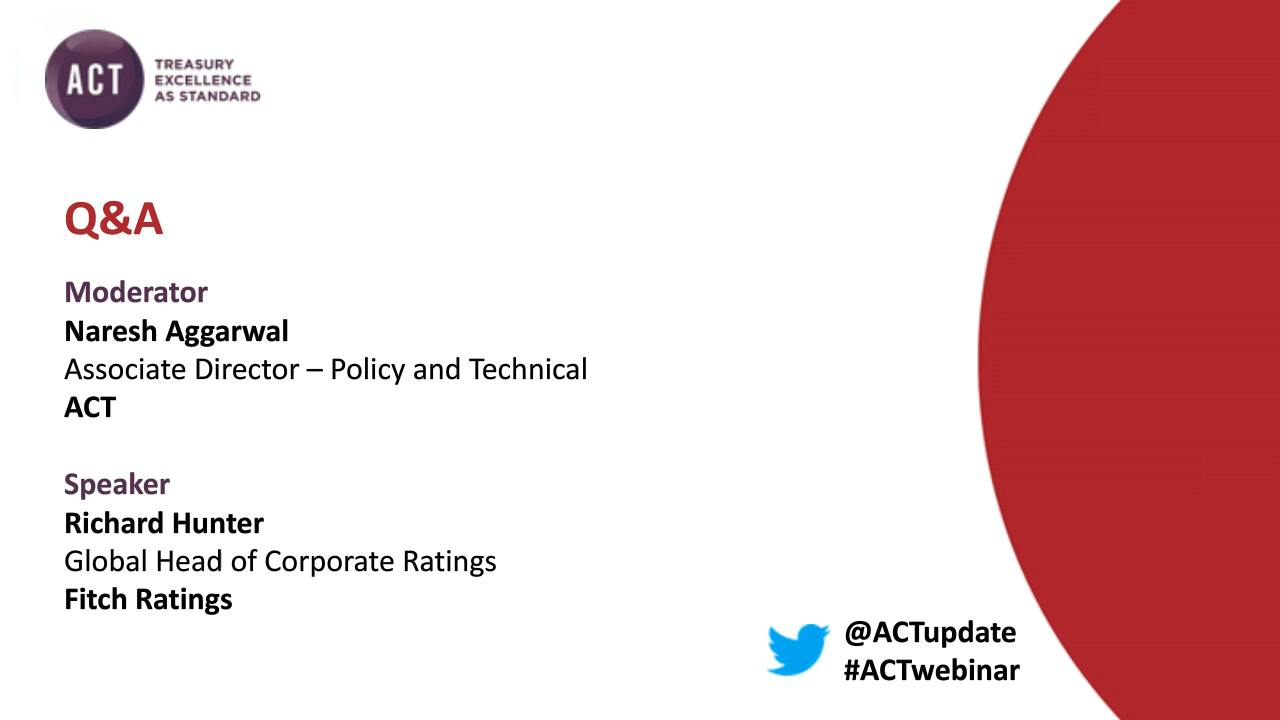 ACT
TREASURY
EXCELLENCE
AS STANDARD
Q&A
Moderator
Naresh Aggarwal
Associate Director – Policy and Technical
ACT
Speaker
Richard Hunter
Global Head of Corporate Ratings
Fitch Ratings
@ACTupdate
#ACTwebinar